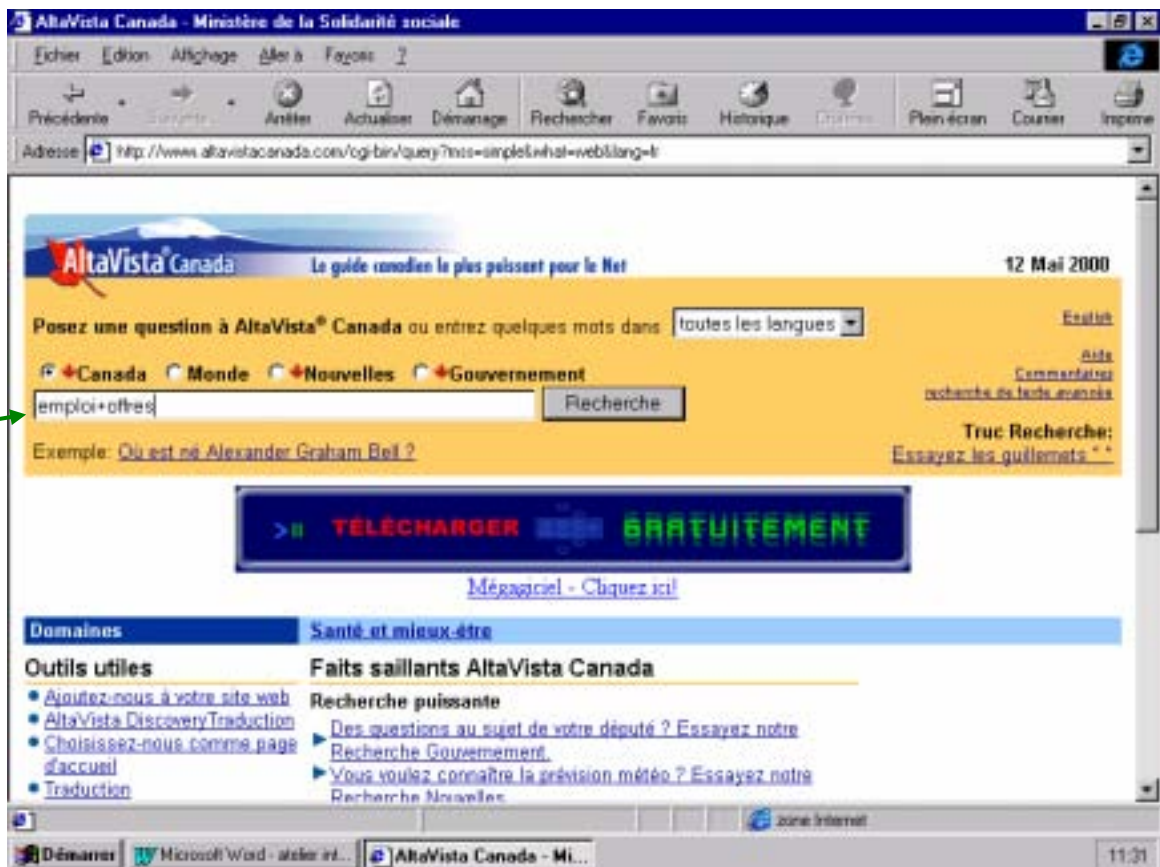 AltaVista Canada - Ministère de la Solidarité sociale
Fichier Edition Affichage Aller à Favoris ?
Précédente Arrêter Actualiser Démarrage Rechercher Favoris Historique Plein écran Courrier Imprime
Adresse http://www.altavistacanada.com/cgi-bin/query?mss=simple&what=web&lang=fr
AltaVista® Canada Le guide canadien le plus puissant pour le Net 12 Mai 2000
Posez une question à AltaVista® Canada ou entrez quelques mots dans toutes les langues
English
Canada Monde Nouvelles Gouvernement
Aide
Commentaires
recherche de texte avancée
emploi+offres Recherche
Truc Recherche:
Exemple: Où est né Alexander Graham Bell ?
Essayez les guillemets " "
TÉLÉCHARGER GRATUITEMENT
Mégagiciel - Cliquez ici!
Domaines Santé et mieux-être
Outils utiles
Ajoutez-nous à votre site web
AltaVista DiscoveryTraduction
Choisissez-nous comme page
d'accueil
Traduction
Faits saillants AltaVista Canada
Recherche puissante
Des questions au sujet de votre député ? Essayez notre
Recherche Gouvernement.
Vous voulez connaître la prévision météo ? Essayez notre
Recherche Nouvelles
zone Internet
Démarrer Microsoft Word - atelier int... AltaVista Canada - Mi... 11:31